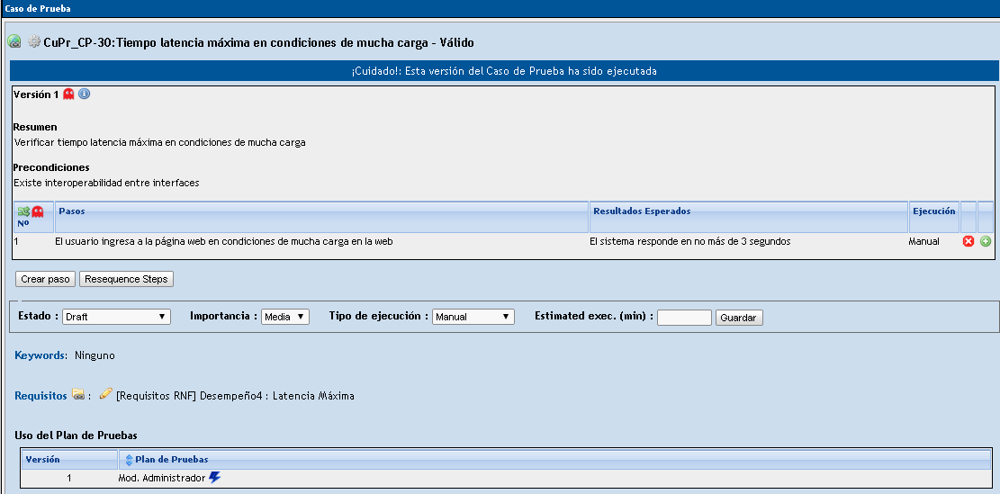 Caso de Prueba
CuPr_CP-30:Tiempo latencia máxima en condiciones de mucha carga - Válido
¡Cuidado!: Esta versión del Caso de Prueba ha sido ejecutada
Versión 1
Resumen
Verificar tiempo latencia máxima en condiciones de mucha carga
Precondiciones
Existe interoperabilidad entre interfaces
Nº Pasos Resultados Esperados Ejecución
1 El usuario ingresa a la página web en condiciones de mucha carga en la web El sistema responde en no más de 3 segundos Manual
Crear paso Resequence Steps
Estado : Draft Importancia : Media Tipo de ejecución : Manual Estimated exec. (min) : Guardar
Keywords: Ninguno
Requisitos : [Requisitos RNF] Desempeño4 : Latencia Máxima
Uso del Plan de Pruebas
Versión Plan de Pruebas
1 Mod. Administrador